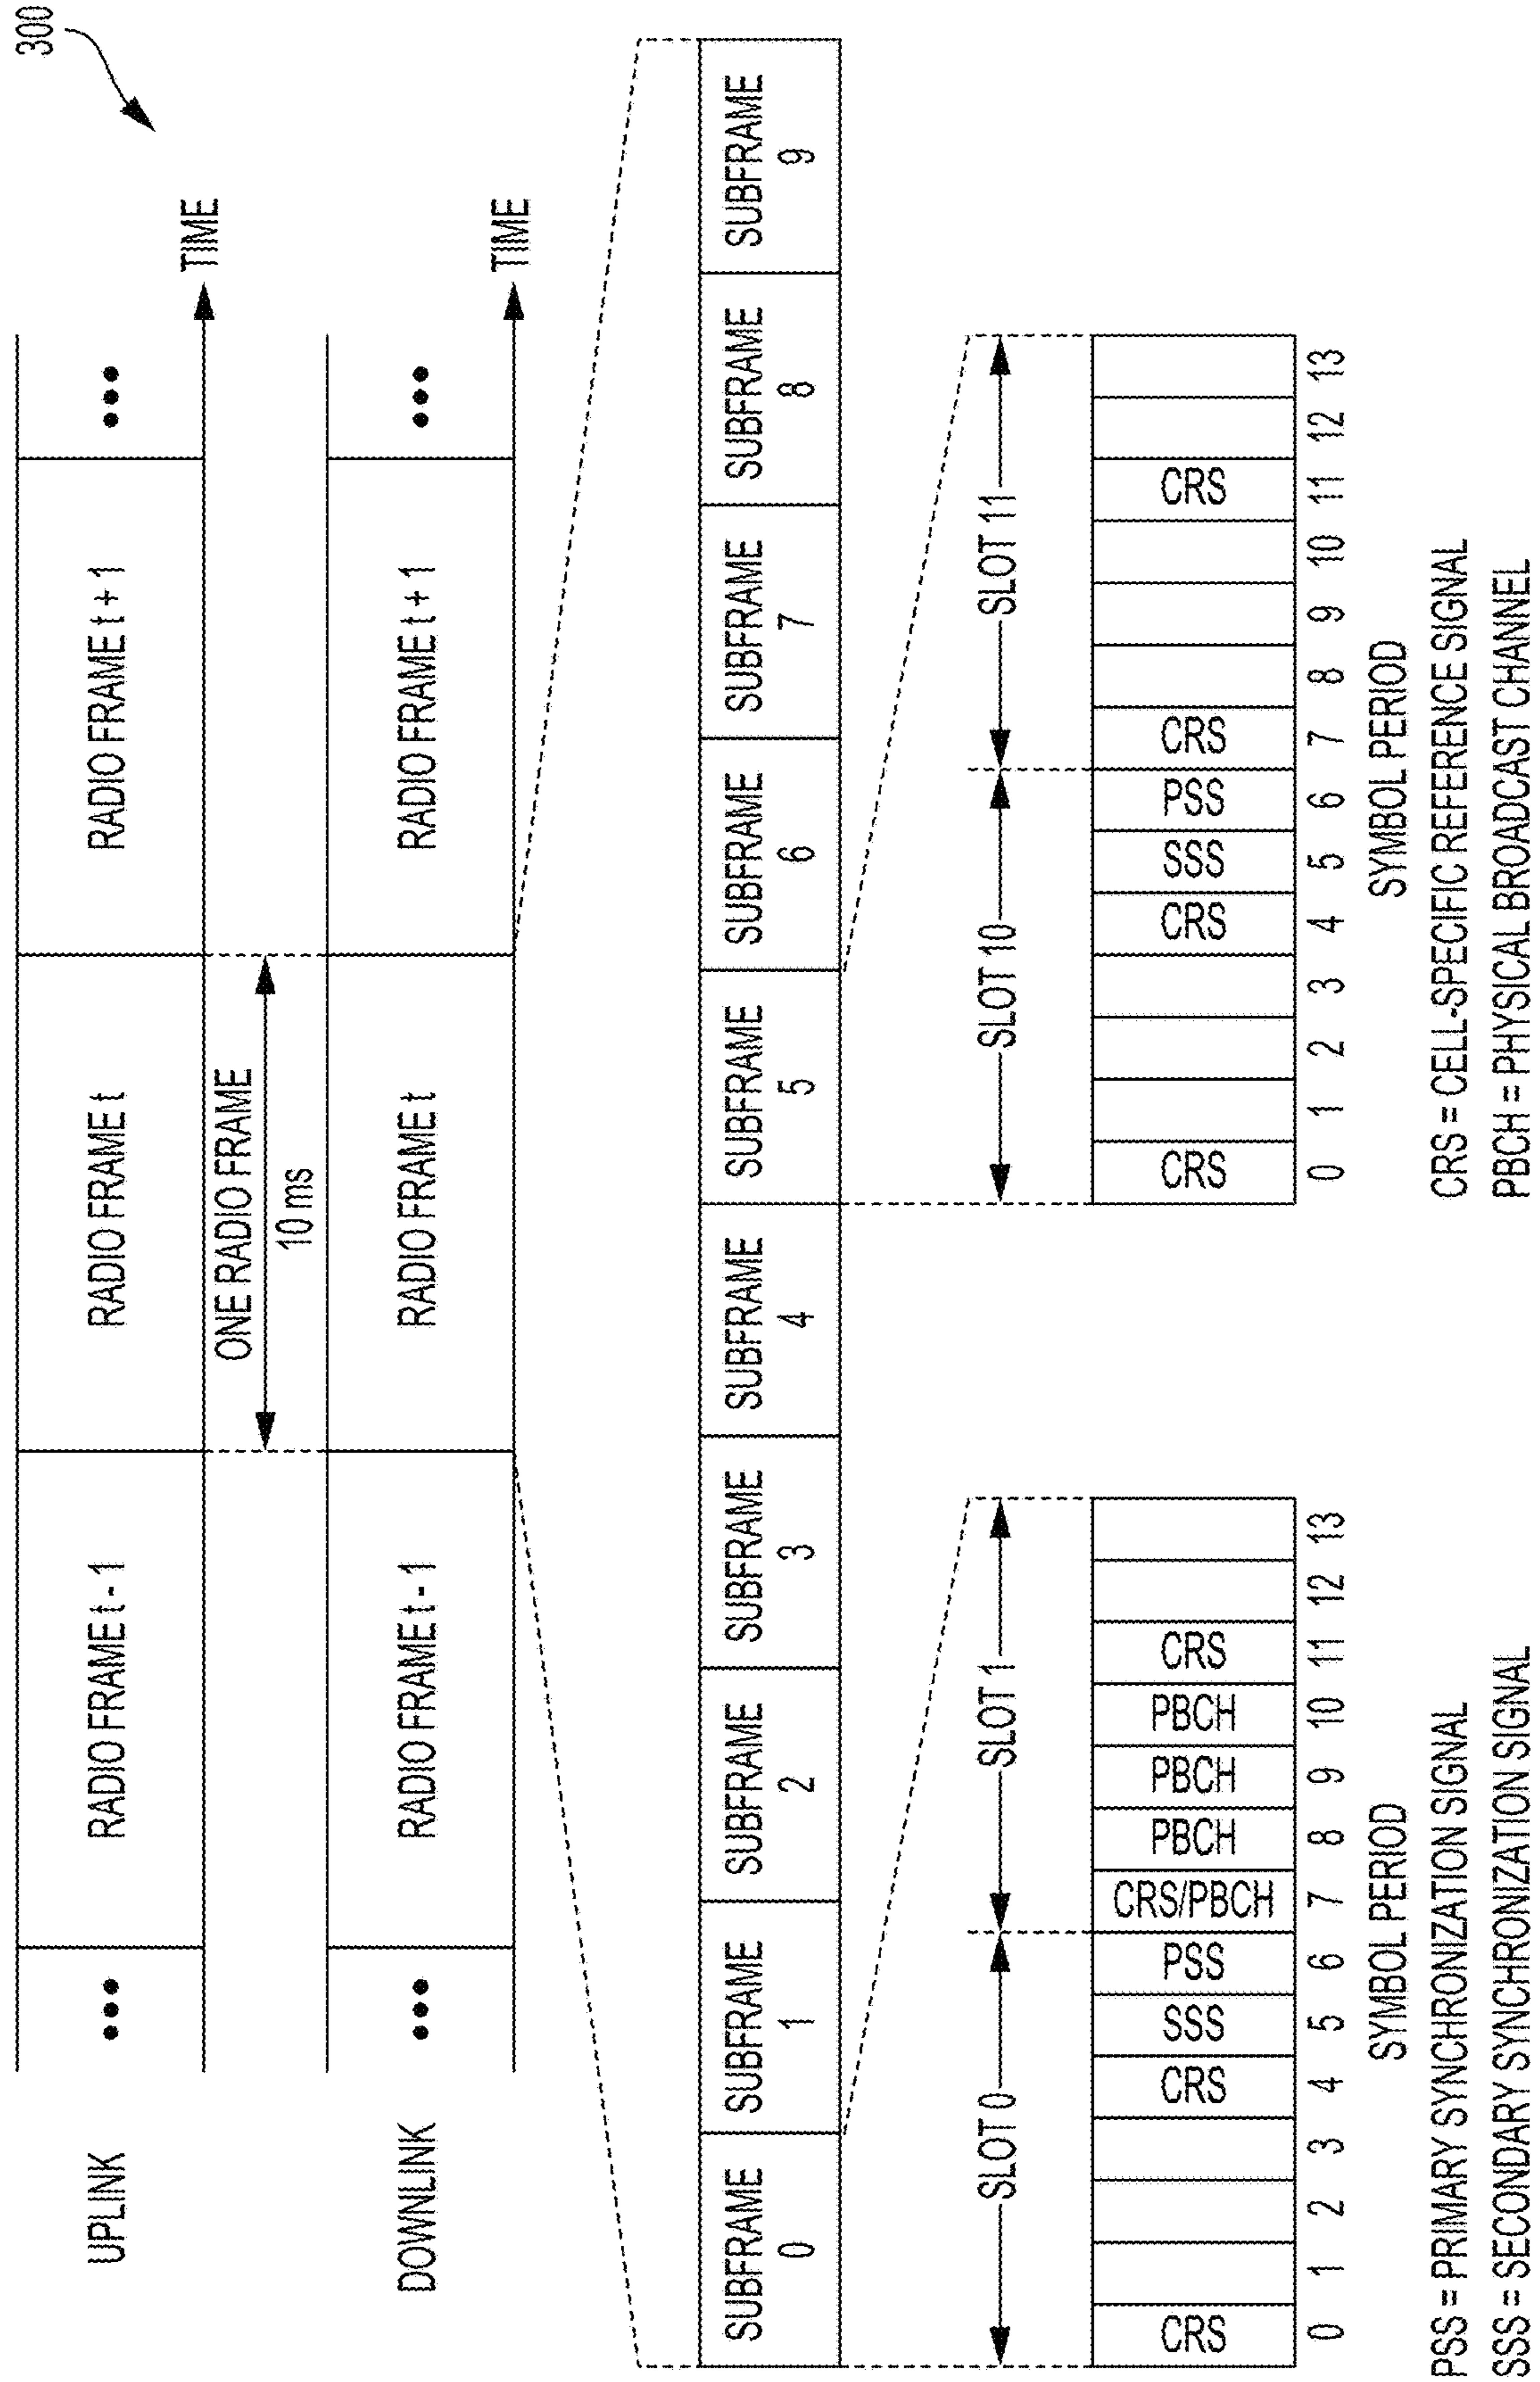 300
UPLINK
••• RADIO FRAME t - 1 RADIO FRAME t RADIO FRAME t + 1 •••
TIME
ONE RADIO FRAME
10 ms
DOWNLINK
••• RADIO FRAME t - 1 RADIO FRAME t RADIO FRAME t + 1 •••
TIME
SUBFRAME SUBFRAME SUBFRAME SUBFRAME SUBFRAME SUBFRAME SUBFRAME SUBFRAME SUBFRAME SUBFRAME
0 1 2 3 4 5 6 7 8 9
SLOT 0 SLOT 1
CRS CRS SSS PSS CRS/PBCH PBCH PBCH PBCH CRS
0 1 2 3 4 5 6 7 8 9 10 11 12 13
SYMBOL PERIOD
SLOT 10 SLOT 11
CRS CRS SSS PSS CRS CRS
0 1 2 3 4 5 6 7 8 9 10 11 12 13
SYMBOL PERIOD
PSS = PRIMARY SYNCHRONIZATION SIGNAL
SSS = SECONDARY SYNCHRONIZATION SIGNAL
CRS = CELL-SPECIFIC REFERENCE SIGNAL
PBCH = PHYSICAL BROADCAST CHANNEL